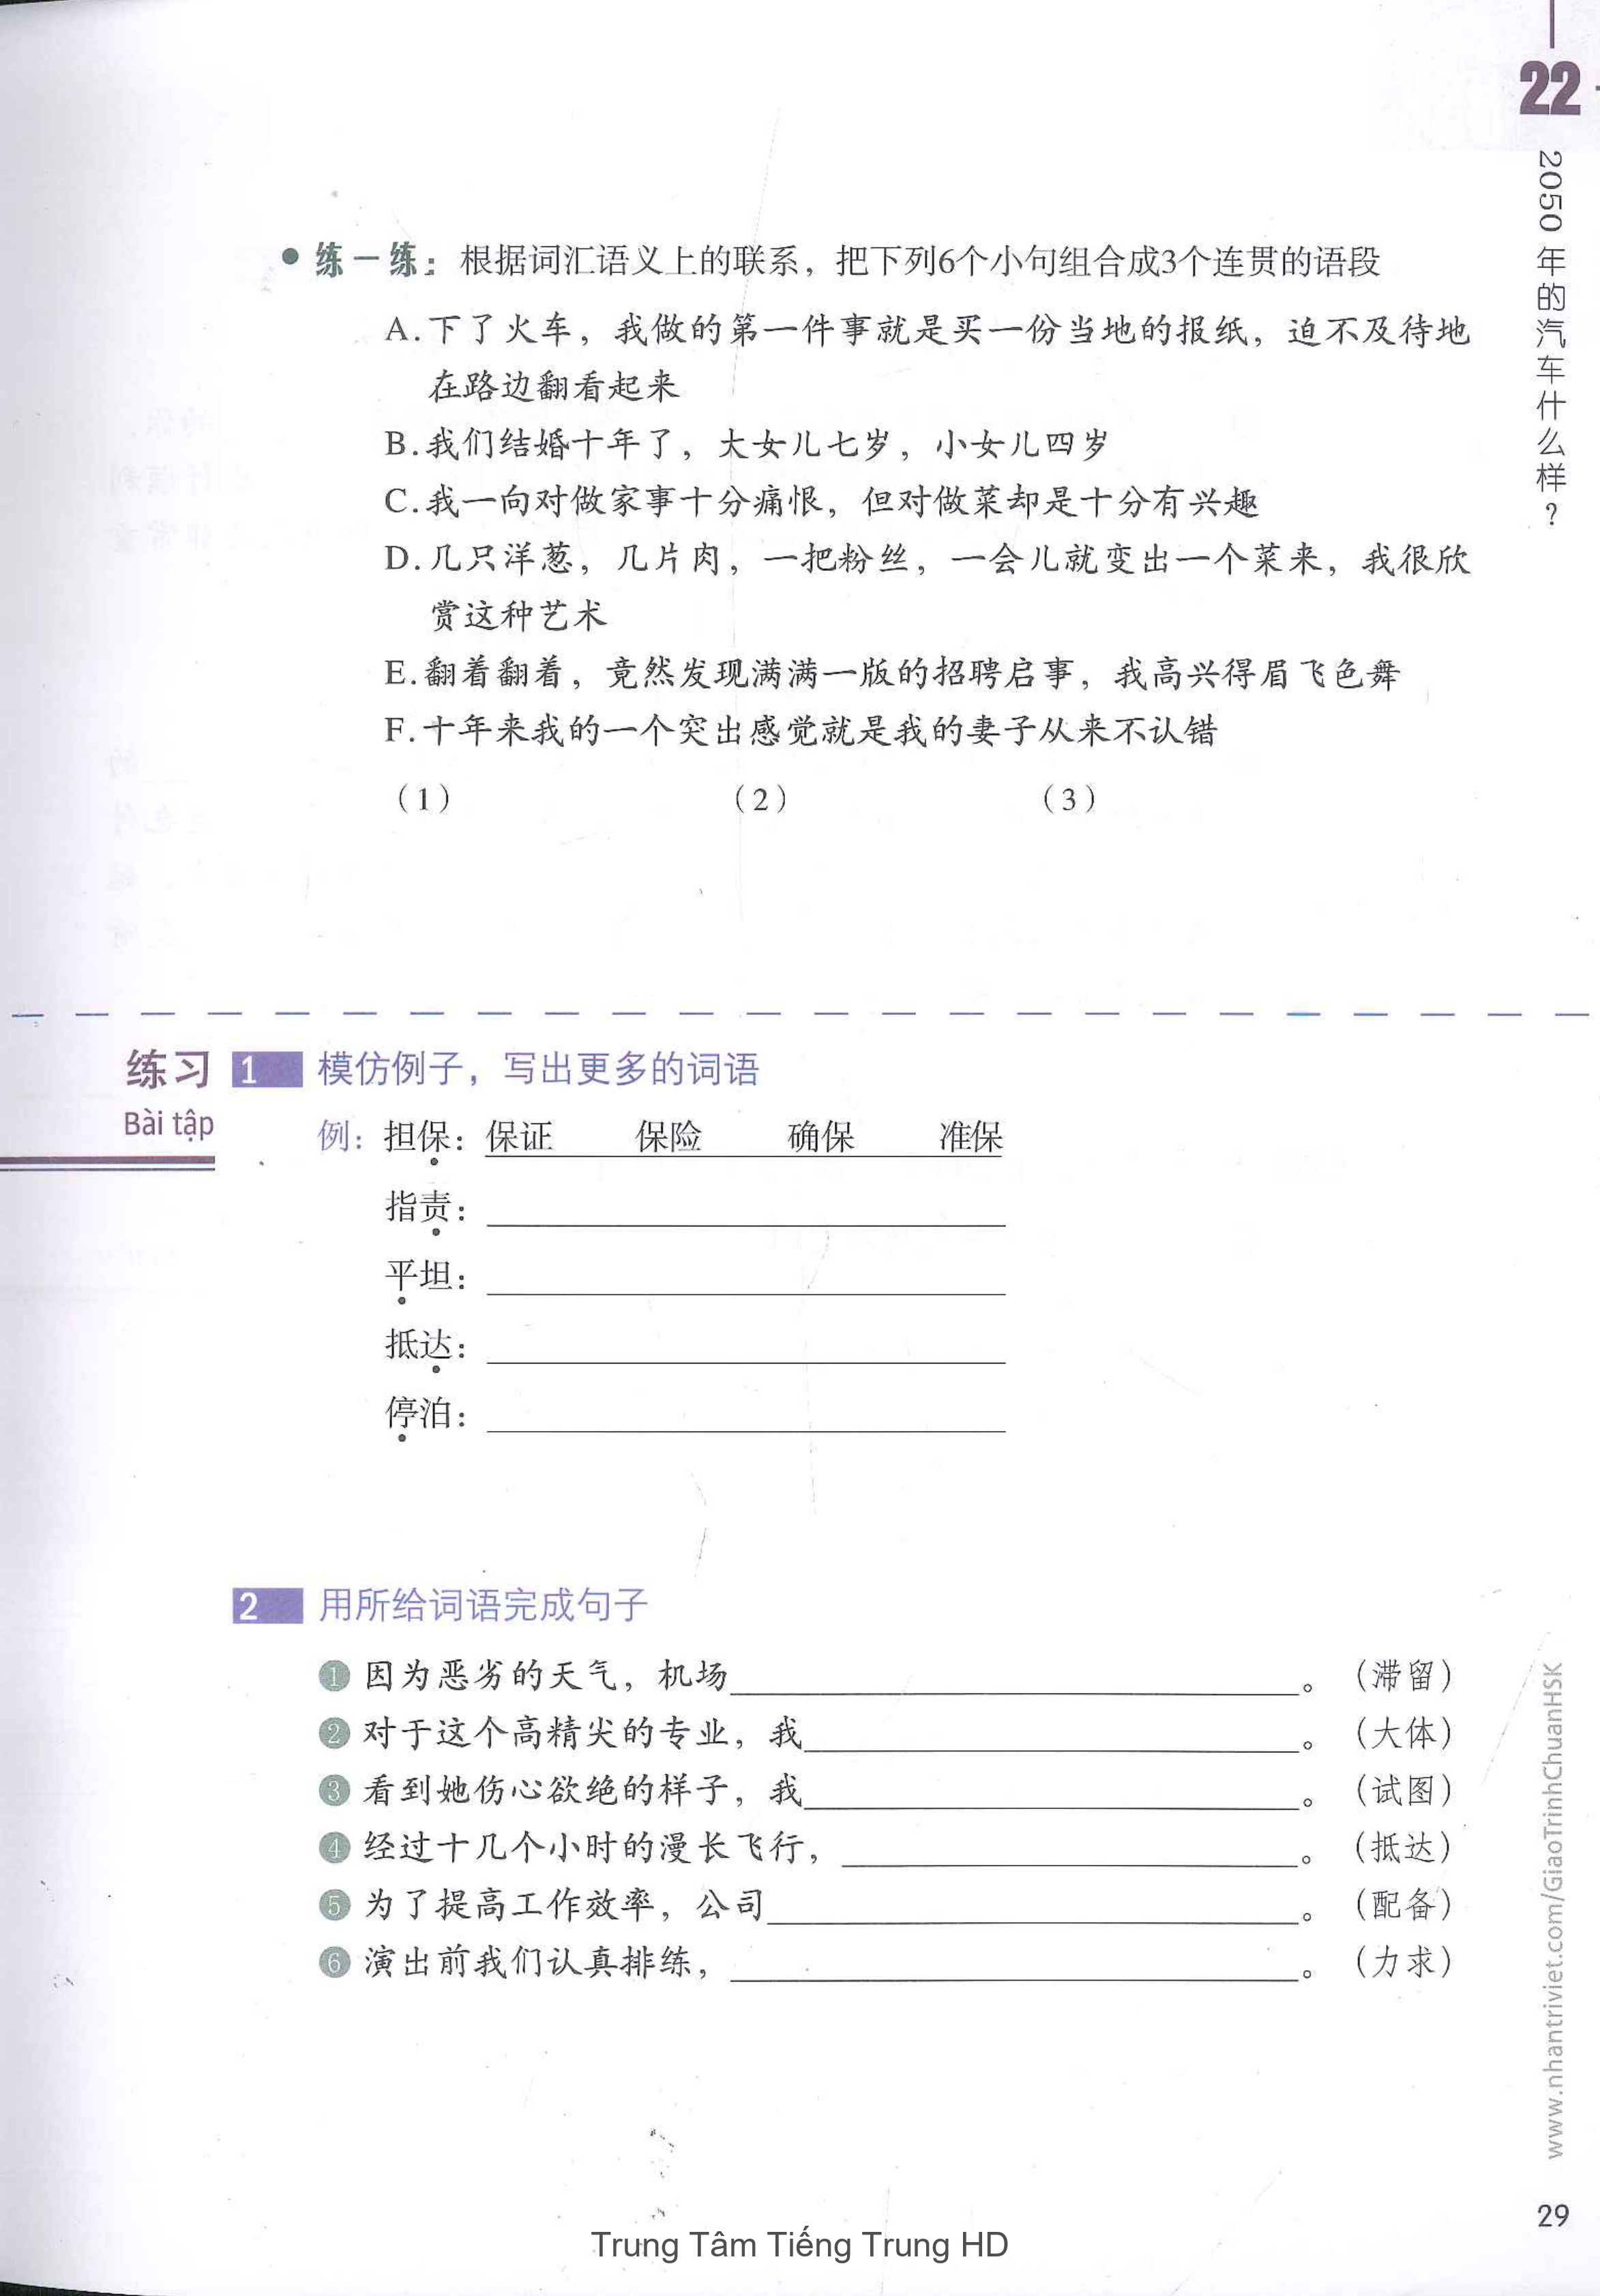 22
2050年的汽车什么样?
● 练一练: 根据词汇语义上的联系，把下列6个小句组合成3个连贯的语段
A.下了火车，我做的第一件事就是买一份当地的报纸，迫不及待地
在路边翻看起来
B.我们结婚十年了，大女儿七岁，小女儿四岁
C.我一向对做家事十分痛恨，但对做菜却是十分有兴趣
D.几只洋葱，几片肉，一把粉丝，一会儿就变出一个菜来，我很欣
赏这种艺术
E.翻着翻着，竟然发现满满一版的招聘启事，我高兴得眉飞色舞
F.十年来我的一个突出感觉就是我的妻子从来不认错
（1） （2） （3）
练习
Bài tập
1 模仿例子，写出更多的词语
例：担保：保证 保险 确保 准保
指责：
平坦：
抵达：
停泊：
2 用所给词语完成句子
1 因为恶劣的天气，机场____。（滞留）
2 对于这个高精尖的专业，我____。（大体）
3 看到她伤心欲绝的样子，我____。（试图）
4 经过十几个小时的漫长飞行，____。（抵达）
5 为了提高工作效率，公司____。（配备）
6 演出前我们认真排练，____。（力求）
www.nhantriviet.com/GiaoTrinhChuanHSK
29
Trung Tâm Tiếng Trung HD